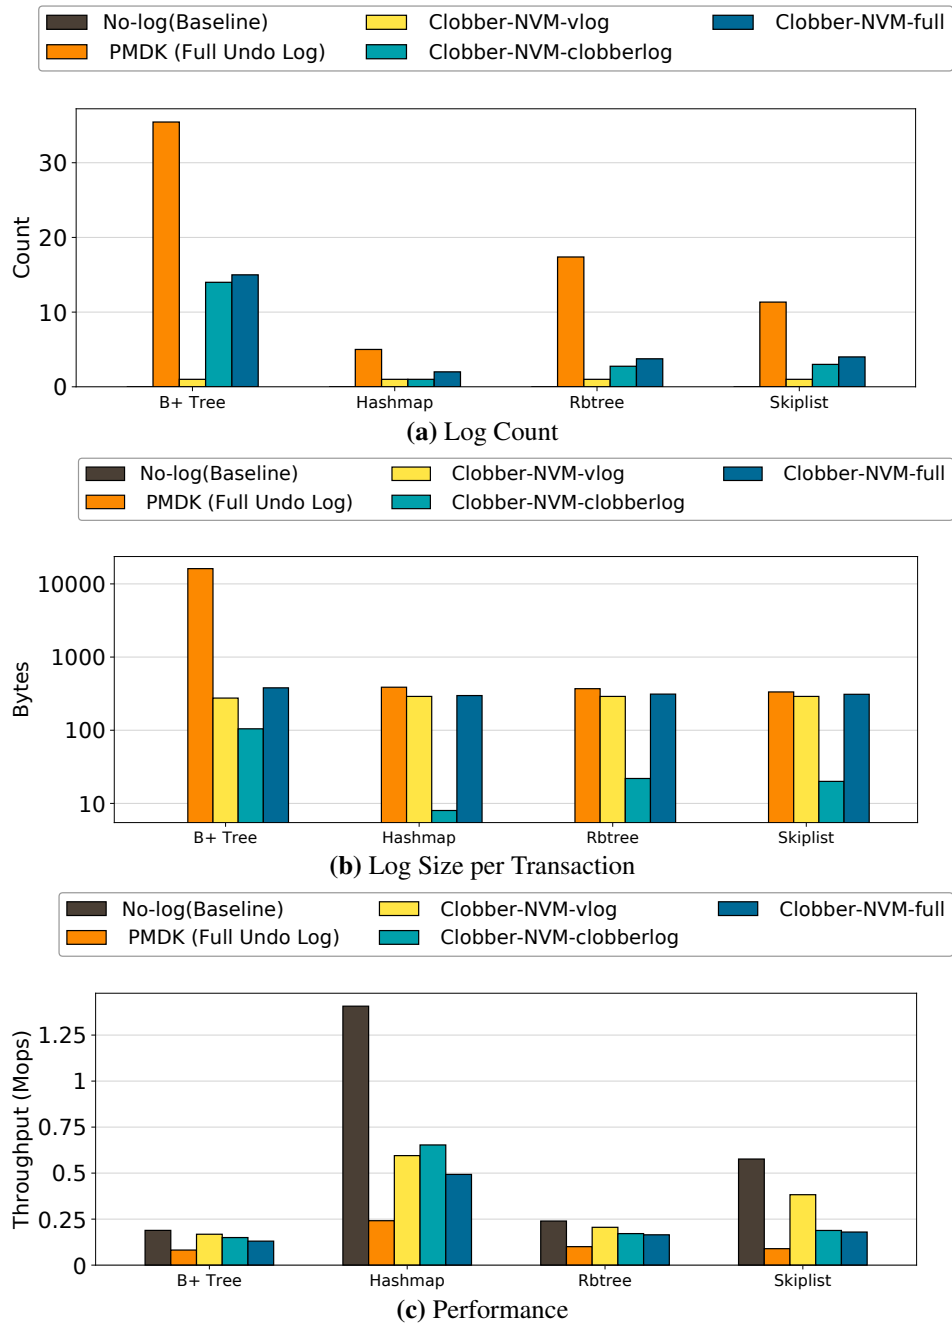 No-log(Baseline) Clobber-NVM-vlog Clobber-NVM-full
PMDK (Full Undo Log) Clobber-NVM-clobberlog
30
20
10
0
Count
B+ Tree Hashmap Rbtree Skiplist
(a) Log Count
No-log(Baseline) Clobber-NVM-vlog Clobber-NVM-full
PMDK (Full Undo Log) Clobber-NVM-clobberlog
10000
1000
100
10
Bytes
B+ Tree Hashmap Rbtree Skiplist
(b) Log Size per Transaction
No-log(Baseline) Clobber-NVM-vlog Clobber-NVM-full
PMDK (Full Undo Log) Clobber-NVM-clobberlog
1.25
1
0.75
0.5
0.25
0
Throughput (Mops)
B+ Tree Hashmap Rbtree Skiplist
(c) Performance